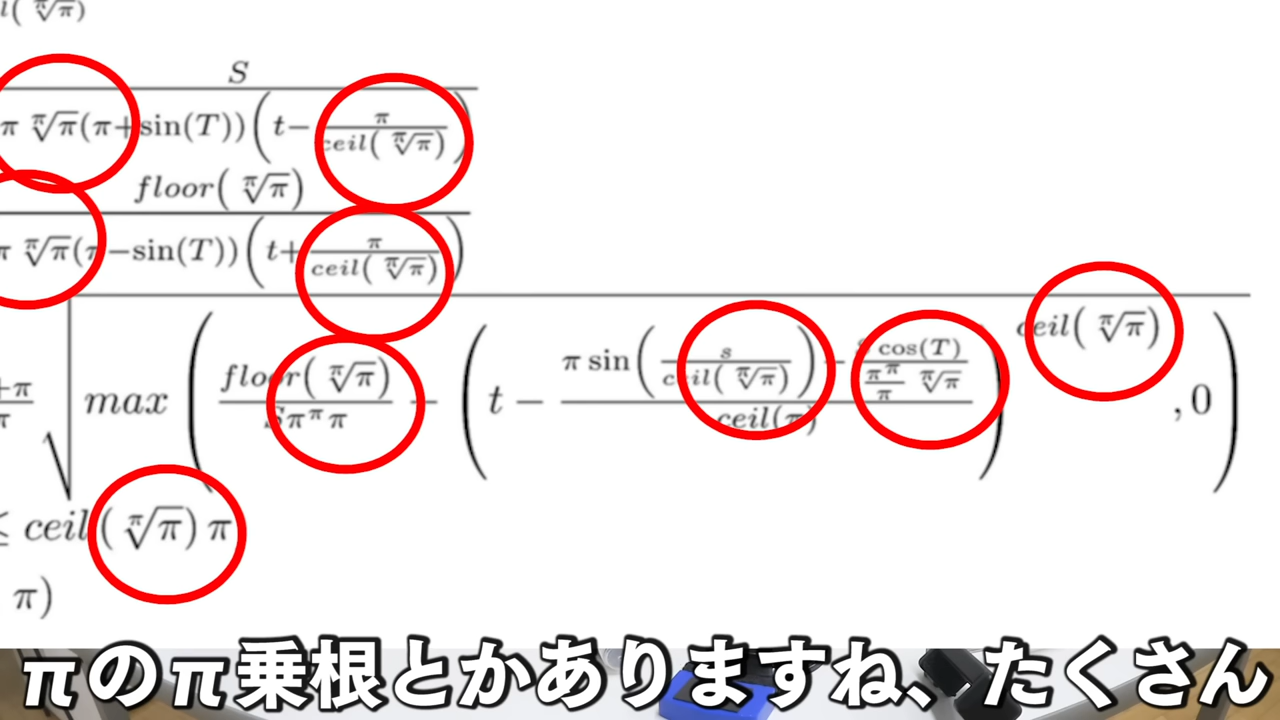 l( ᵖ√π)
S
π ᵖ√π(π+sin(T))(t− π/ceil( ᵖ√π))
floor( ᵖ√π)
π ᵖ√π(π−sin(T))(t+ π/ceil( ᵖ√π))
+π/π √max( floor( ᵖ√π)/Sπ^π π − (t − (π sin(s/ceil( ᵖ√π)) − cos(T)/((π^π/π) ᵖ√π))/ceil(π))^ceil( ᵖ√π) ,0)
≤ ceil( ᵖ√π) π
π)
πのπ乗根とかありますね、たくさん